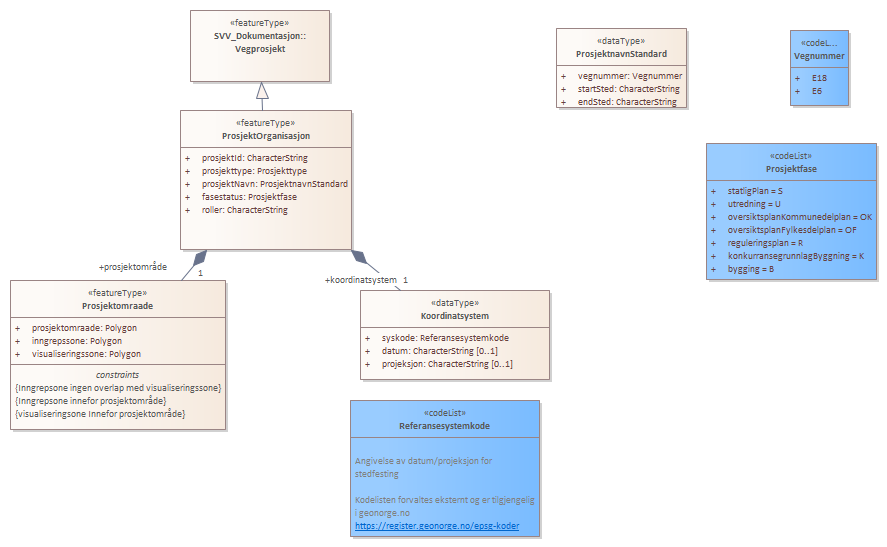 «featureType»
SVV_Dokumentasjon::
Vegprosjekt
«featureType»
ProsjektOrganisasjon
+ prosjektId: CharacterString
+ prosjekttype: Prosjekttype
+ prosjektNavn: ProsjektnavnStandard
+ fasestatus: Prosjektfase
+ roller: CharacterString
+prosjektområde
1
+koordinatsystem 1
«featureType»
Prosjektomraade
+ prosjektomraade: Polygon
+ inngrepssone: Polygon
+ visualiseringssone: Polygon
constraints
{Inngrepsone ingen overlap med visualiseringssone}
{Inngrepsone innefor prosjektområde}
{visualiseringsone Innefor prosjektområde}
«dataType»
Koordinatsystem
+ syskode: Referansesystemkode
+ datum: CharacterString [0..1]
+ projeksjon: CharacterString [0..1]
«codeList»
Referansesystemkode
Angivelse av datum/projeksjon for
stedfesting
Kodelisten forvaltes eksternt og er tilgjengelig
i geonorge.no
https://register.geonorge.no/epsg-koder
«dataType»
ProsjektnavnStandard
+ vegnummer: Vegnummer
+ startSted: CharacterString
+ endSted: CharacterString
«codeL...
Vegnummer
+ E18
+ E6
«codeList»
Prosjektfase
+ statligPlan = S
+ utredning = U
+ oversiktsplanKommunedelplan = OK
+ oversiktsplanFylkesdelplan = OF
+ reguleringsplan = R
+ konkurransegrunnlagByggning = K
+ bygging = B